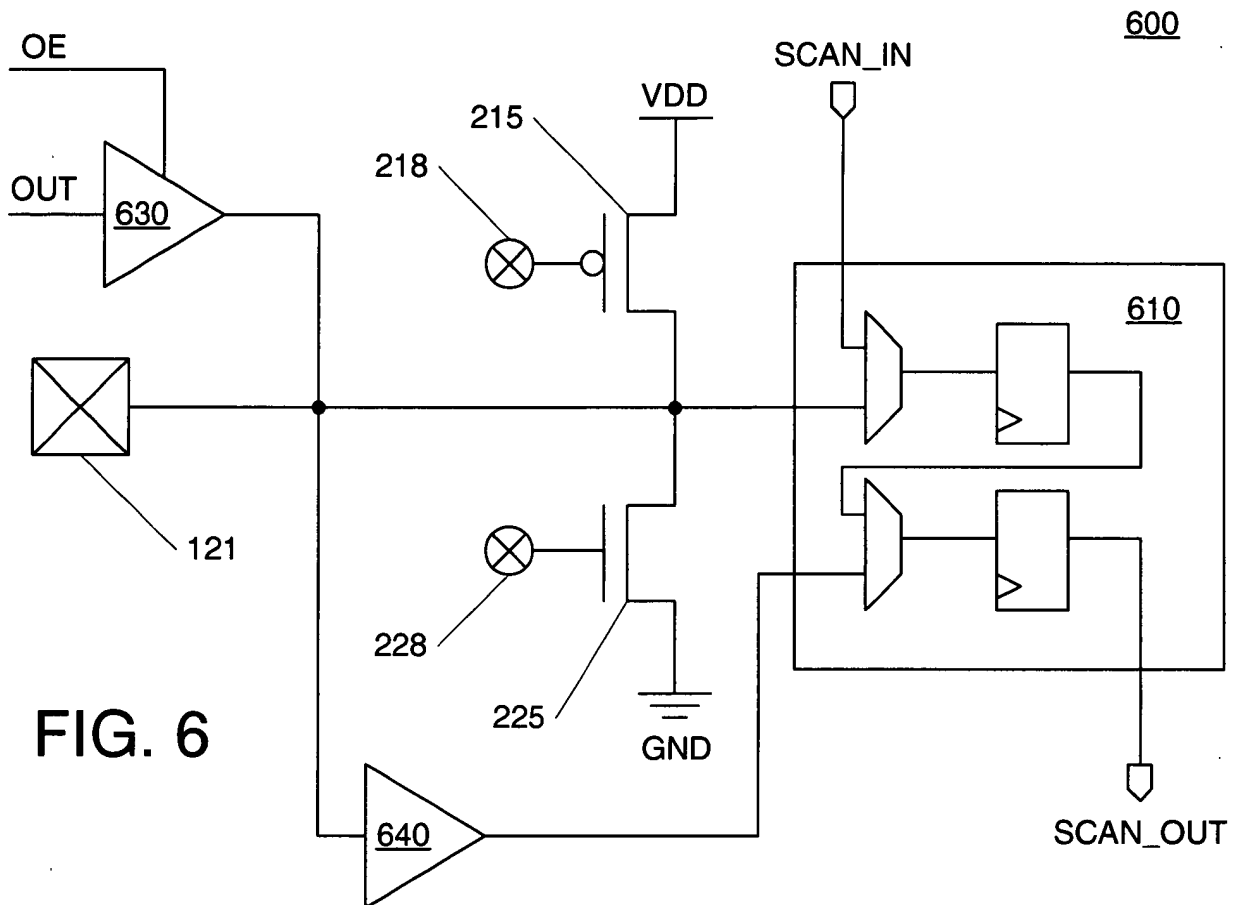 600
OE
SCAN_IN
VDD
215
218
OUT
630
610
121
228
225
GND
FIG. 6
640
SCAN_OUT